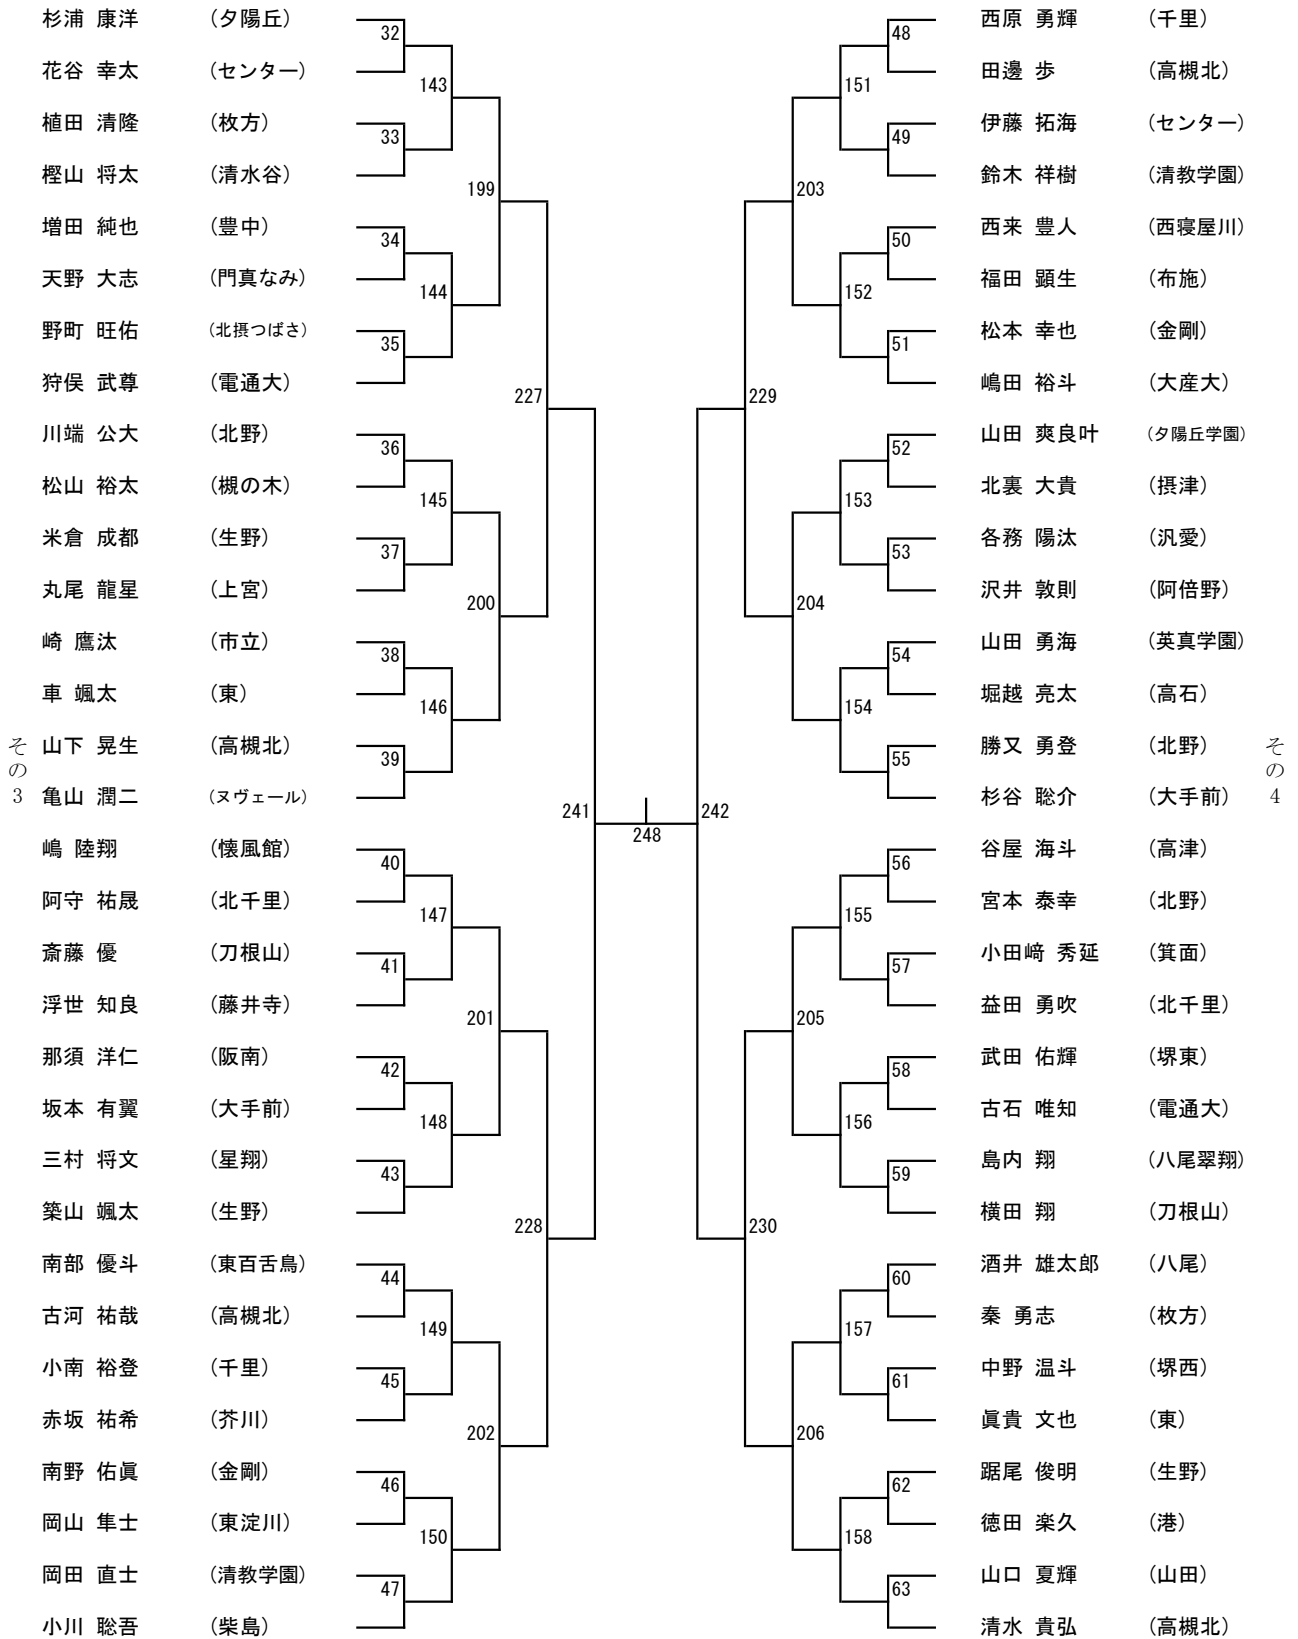 杉浦 康洋 (夕陽丘) 32 48 西原 勇輝 (千里)
花谷 幸太 (センター) 143 151 田邊 歩 (高槻北)
植田 清隆 (枚方) 33 49 伊藤 拓海 (センター)
樫山 将太 (清水谷) 199 203 鈴木 祥樹 (清教学園)
増田 純也 (豊中) 34 50 西来 豊人 (西寝屋川)
天野 大志 (門真なみ) 144 152 福田 顕生 (布施)
野町 旺佑 (北摂つばさ) 35 51 松本 幸也 (金剛)
狩俣 武尊 (電通大) 227 229 嶋田 裕斗 (大産大)
川端 公大 (北野) 36 52 山田 爽良叶 (夕陽丘学園)
松山 裕太 (槻の木) 145 153 北裏 大貴 (摂津)
米倉 成都 (生野) 37 53 各務 陽汰 (汎愛)
丸尾 龍星 (上宮) 200 204 沢井 敦則 (阿倍野)
崎 鷹汰 (市立) 38 54 山田 勇海 (英真学園)
車 颯太 (東) 146 154 堀越 亮太 (高石)
山下 晃生 (高槻北) 39 55 勝又 勇登 (北野)
その3 亀山 潤二 (ヌヴェール) 241 248 242 杉谷 聡介 (大手前) その4
嶋 陸翔 (懐風館) 40 56 谷屋 海斗 (高津)
阿守 祐晟 (北千里) 147 155 宮本 泰幸 (北野)
斎藤 優 (刀根山) 41 57 小田﨑 秀延 (箕面)
浮世 知良 (藤井寺) 201 205 益田 勇吹 (北千里)
那須 洋仁 (阪南) 42 58 武田 佑輝 (堺東)
坂本 有翼 (大手前) 148 156 古石 唯知 (電通大)
三村 将文 (星翔) 43 59 島内 翔 (八尾翠翔)
築山 颯太 (生野) 228 230 横田 翔 (刀根山)
南部 優斗 (東百舌鳥) 44 60 酒井 雄太郎 (八尾)
古河 祐哉 (高槻北) 149 157 秦 勇志 (枚方)
小南 裕登 (千里) 45 61 中野 温斗 (堺西)
赤坂 祐希 (芥川) 202 206 眞貴 文也 (東)
南野 佑眞 (金剛) 46 62 踞尾 俊明 (生野)
岡山 隼士 (東淀川) 150 158 徳田 楽久 (港)
岡田 直士 (清教学園) 47 63 山口 夏輝 (山田)
小川 聡吾 (柴島) 清水 貴弘 (高槻北)